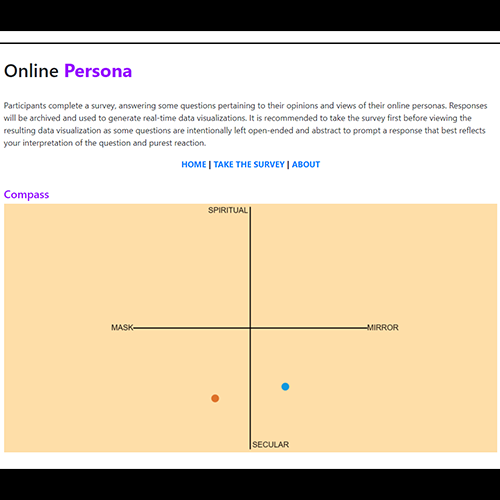 Online Persona
Participants complete a survey, answering some questions pertaining to their opinions and views of their online personas. Responses
will be archived and used to generate real-time data visualizations. It is recommended to take the survey first before viewing the
resulting data visualization as some questions are intentionally left open-ended and abstract to prompt a response that best reflects
your interpretation of the question and purest reaction.
HOME | TAKE THE SURVEY | ABOUT
Compass
SPIRITUAL
MASK
MIRROR
SECULAR